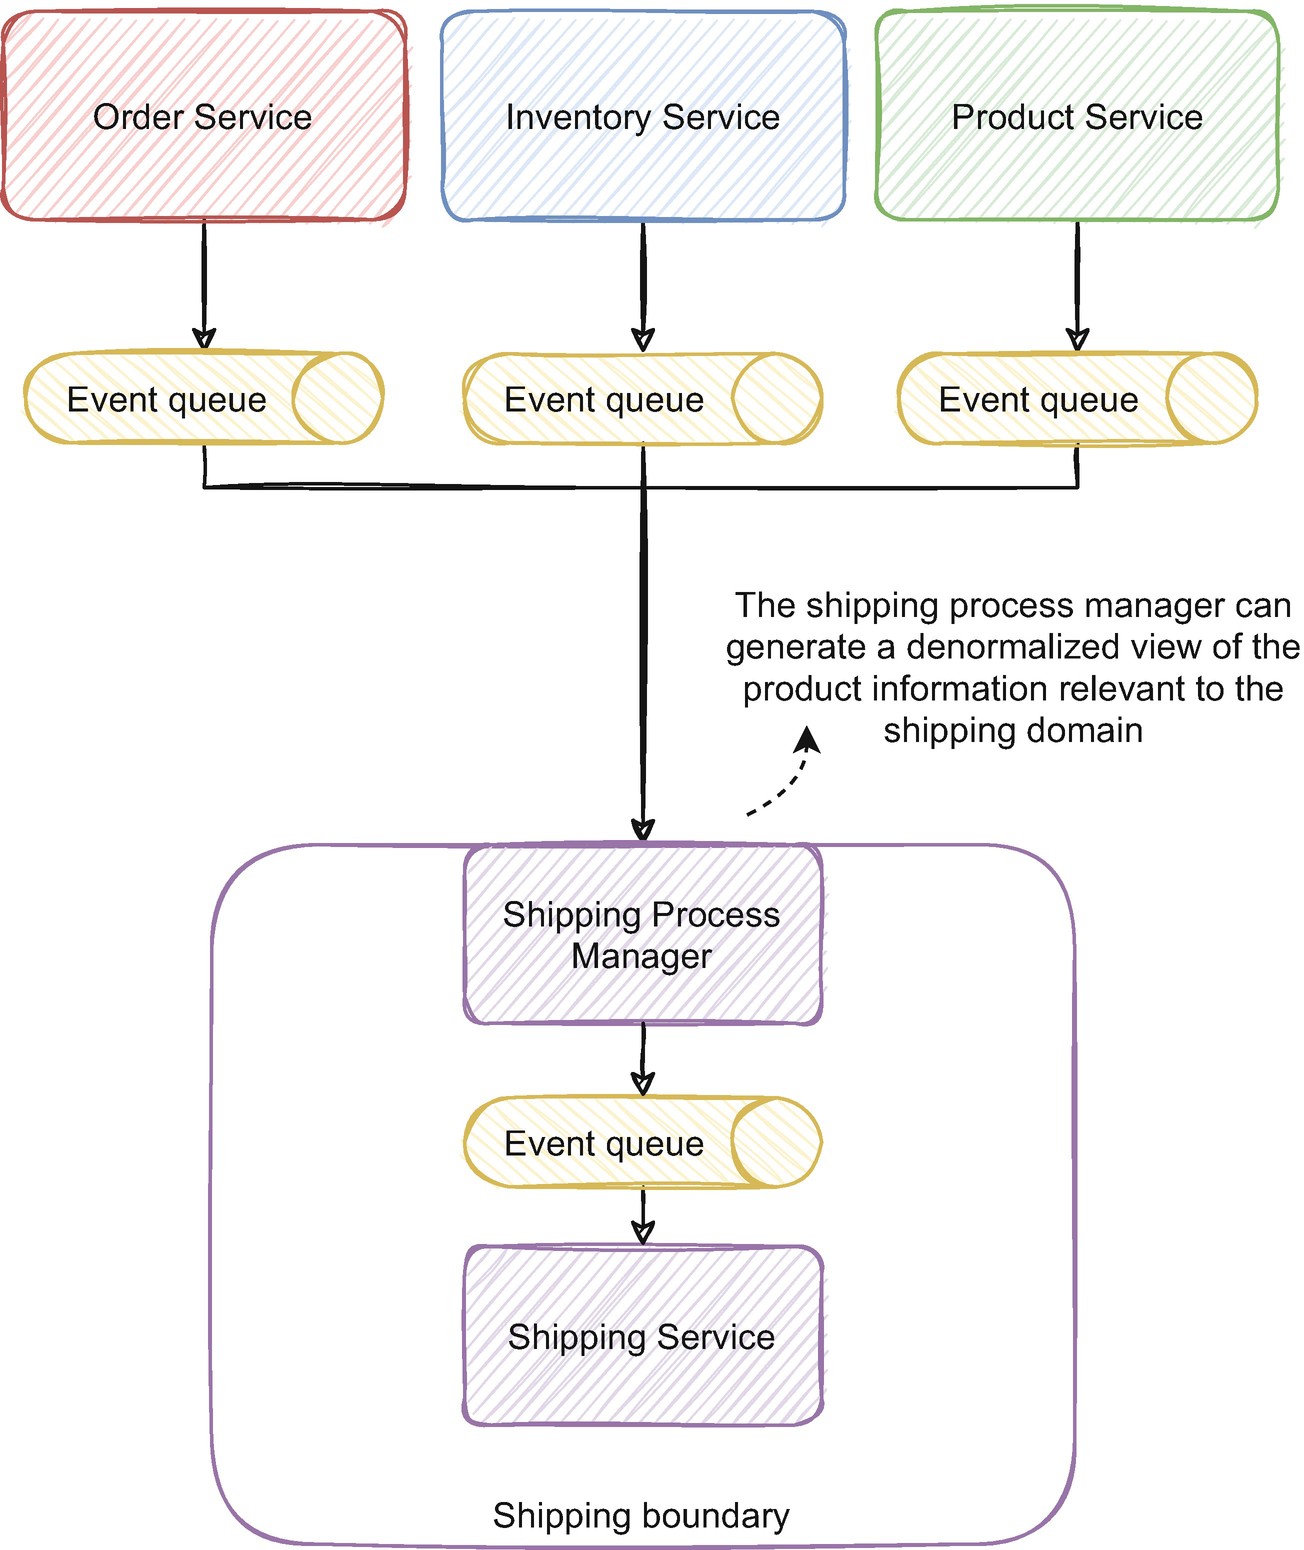 Order Service
Inventory Service
Product Service
Event queue
Event queue
Event queue
The shipping process manager can
generate a denormalized view of the
product information relevant to the
shipping domain
Shipping Process
Manager
Event queue
Shipping Service
Shipping boundary